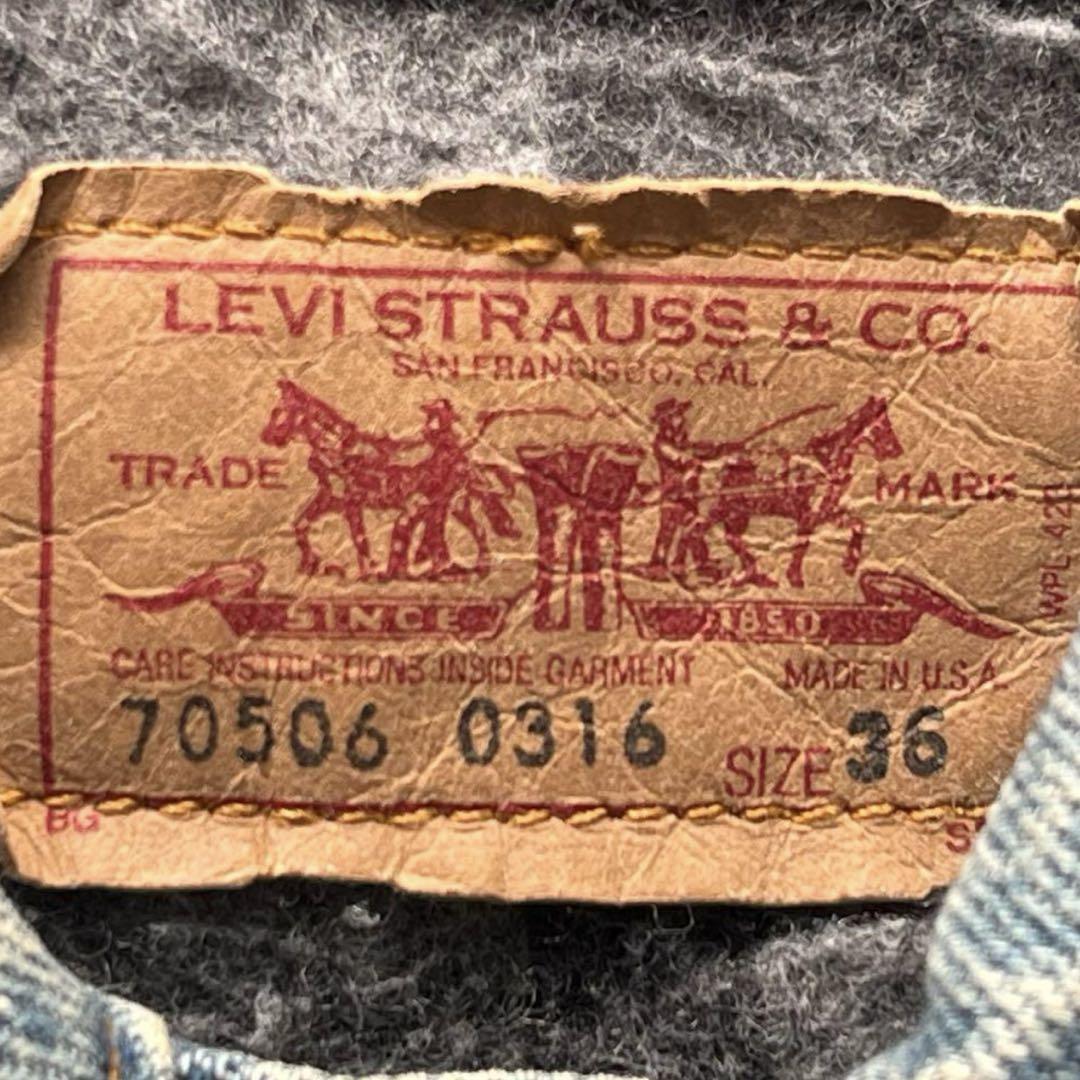 LEVI STRAUSS & CO.
SAN FRANCISCO, CAL.
TRADE MARK
SINCE 1850
CARE INSTRUCTIONS INSIDE GARMENT MADE IN U.S.A.
70506 0316 SIZE 36
BG
WPL 423